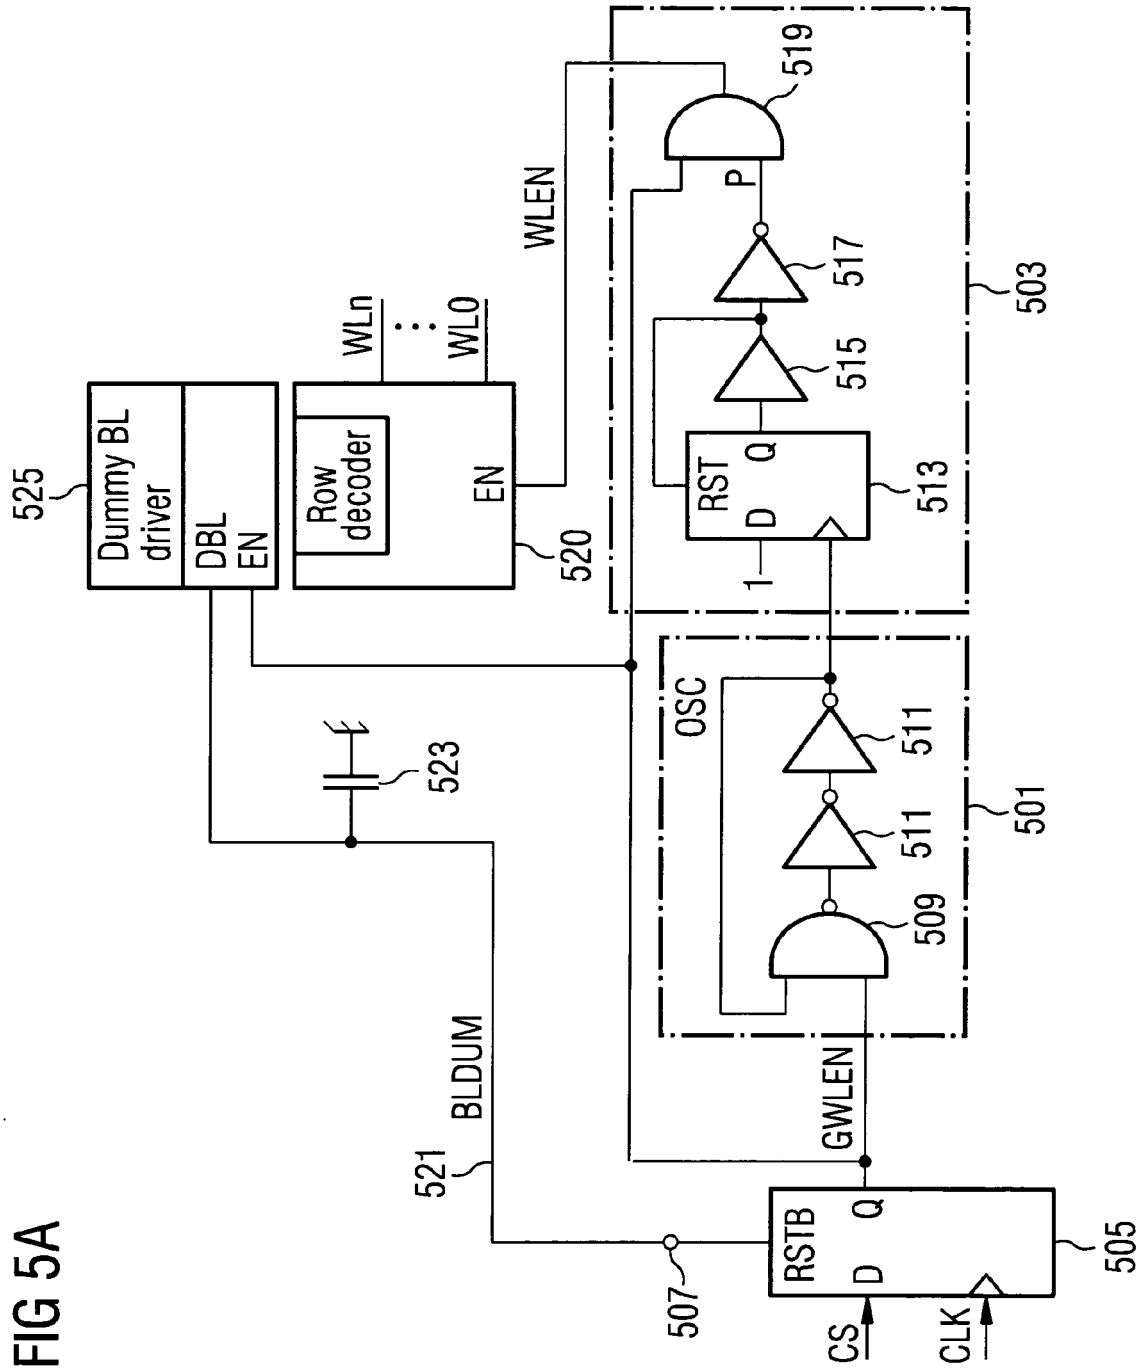 FIG 5A
525
Dummy BL
driver
DBL
EN
Row
decoder
EN
520
WLn
WL0
WLEN
523
BLDUM
521
507
RSTB
D
Q
CS
CLK
505
GWLEN
OSC
509
511
511
501
1
D
RST
Q
513
515
517
P
519
503